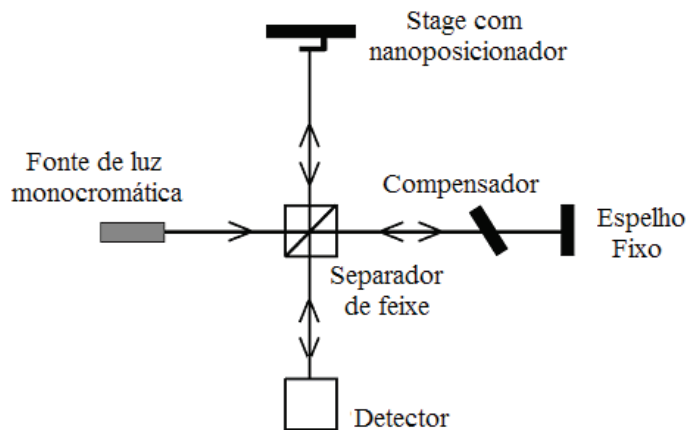 Stage com
nanoposicionador
Fonte de luz
monocromática
Compensador
Espelho
Fixo
Separador
de feixe
Detector